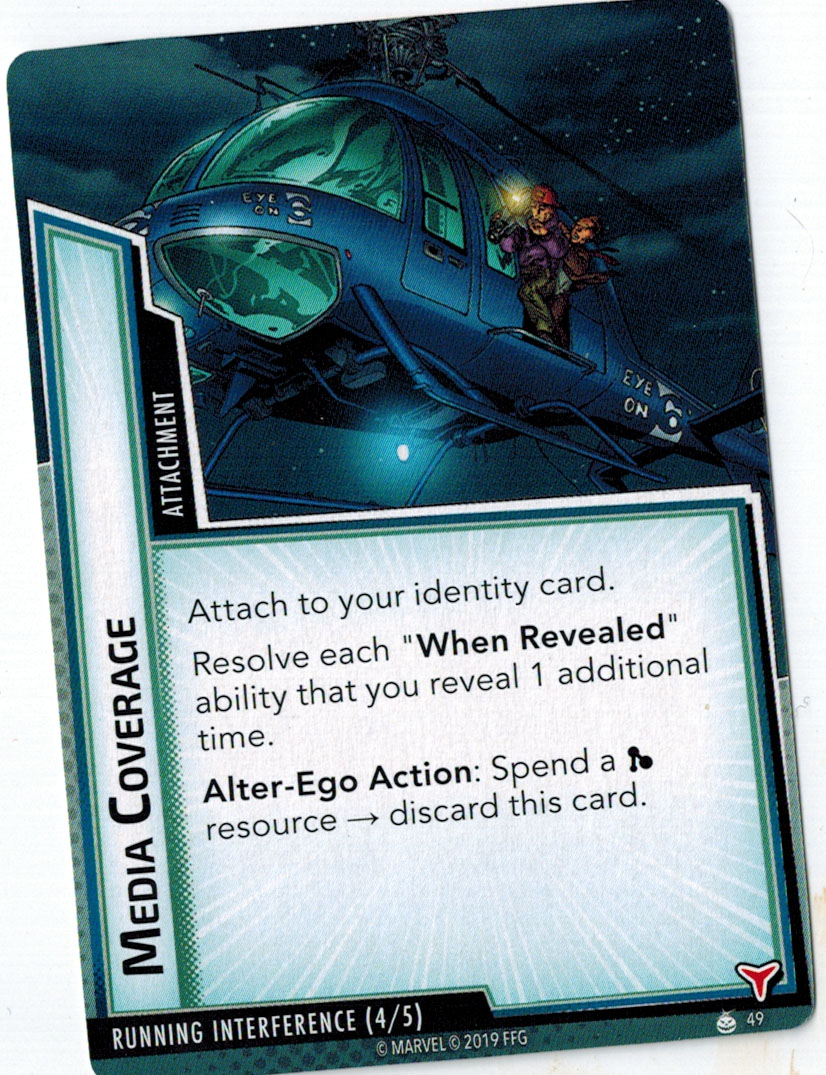 EYE
ON
EYE
ON
ATTACHMENT
MEDIA COVERAGE
Attach to your identity card.
Resolve each "When Revealed"
ability that you reveal 1 additional
time.
Alter-Ego Action: Spend a
resource → discard this card.
RUNNING INTERFERENCE (4/5)
© MARVEL © 2019 FFG
49